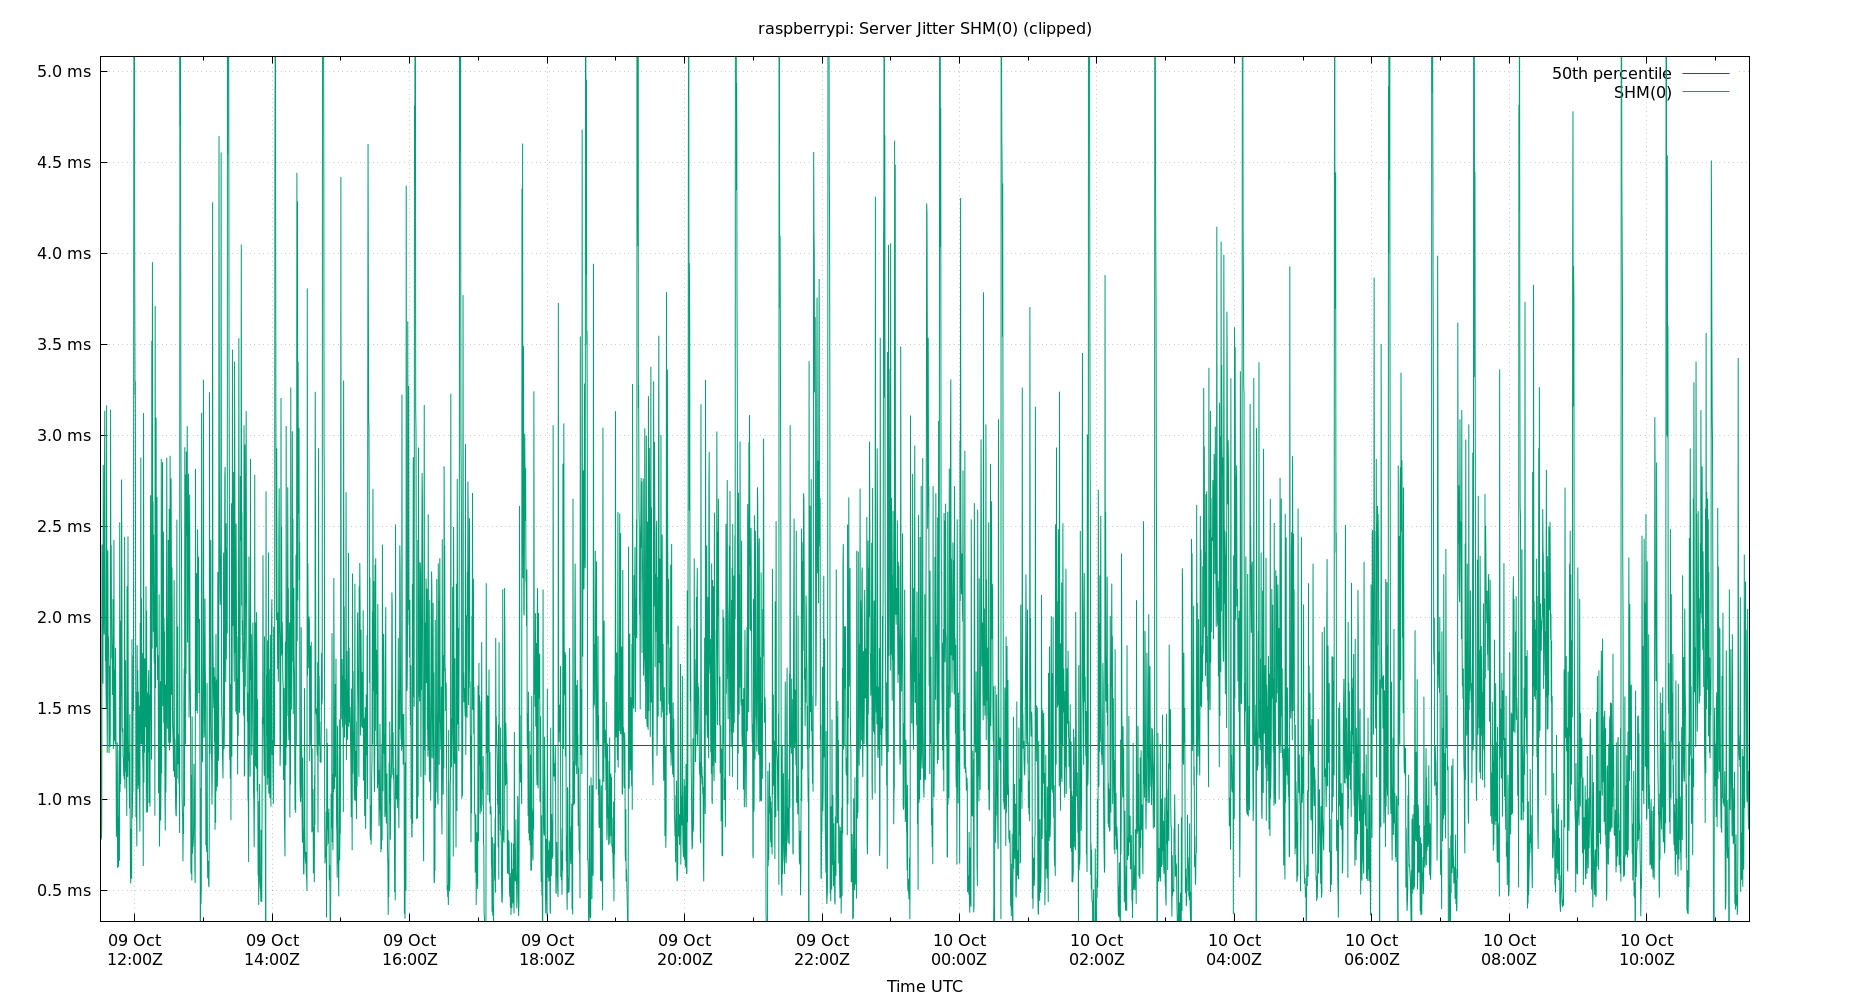 raspberrypi: Server Jitter SHM(0) (clipped)
50th percentile
SHM(0)
5.0 ms
4.5 ms
4.0 ms
3.5 ms
3.0 ms
2.5 ms
2.0 ms
1.5 ms
1.0 ms
0.5 ms
09 Oct 09 Oct 09 Oct 09 Oct 09 Oct 09 Oct 10 Oct 10 Oct 10 Oct 10 Oct 10 Oct 10 Oct
12:00Z 14:00Z 16:00Z 18:00Z 20:00Z 22:00Z 00:00Z 02:00Z 04:00Z 06:00Z 08:00Z 10:00Z
Time UTC